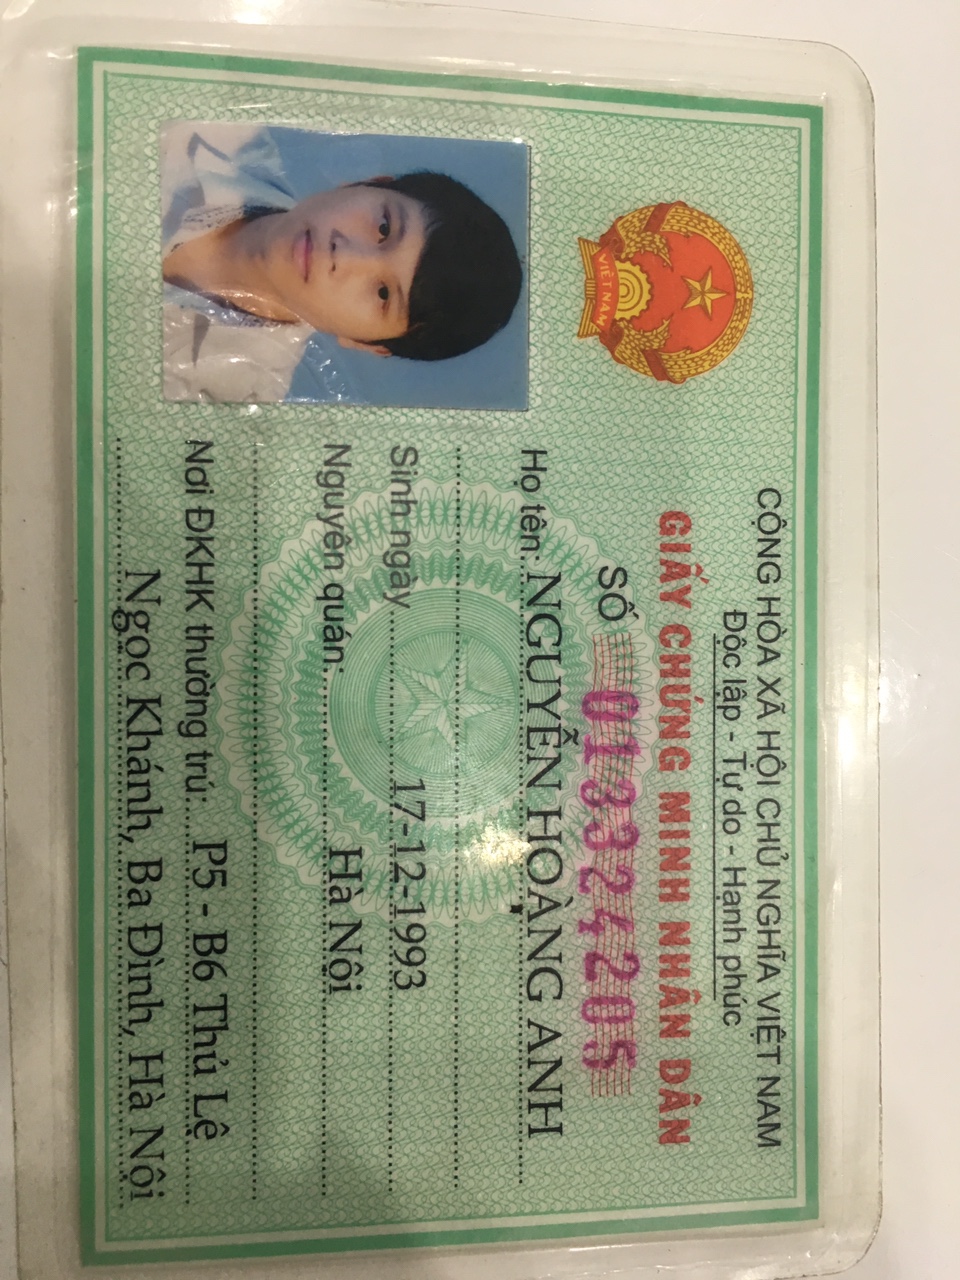 CỘNG HÒA XÃ HỘI CHỦ NGHĨA VIỆT NAM
Độc lập - Tự do - Hạnh phúc
GIẤY CHỨNG MINH NHÂN DÂN
SỐ 013324205
VIỆT NAM
Họ tên: NGUYỄN HOÀNG ANH
Sinh ngày 17-12-1993
Nguyên quán: Hà Nội
Nơi ĐKHK thường trú: P5 - B6 Thủ Lệ
Ngọc Khánh, Ba Đình, Hà Nội